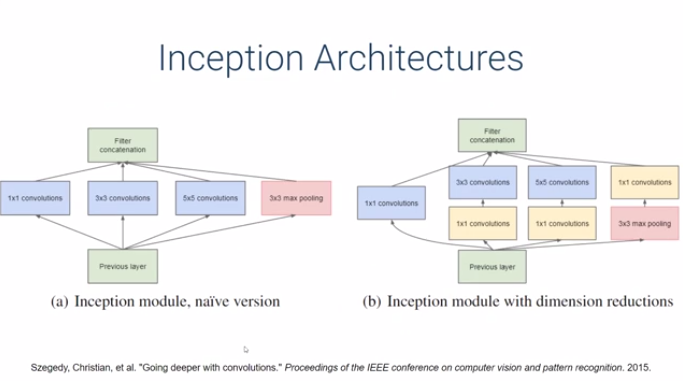 Inception Architectures
Filter
concatenation
1x1 convolutions
3x3 convolutions
5x5 convolutions
3x3 max pooling
Previous layer
(a) Inception module, naïve version
Filter
concatenation
3x3 convolutions
5x5 convolutions
1x1 convolutions
1x1 convolutions
1x1 convolutions
1x1 convolutions
3x3 max pooling
Previous layer
(b) Inception module with dimension reductions
Szegedy, Christian, et al. "Going deeper with convolutions." Proceedings of the IEEE conference on computer vision and pattern recognition. 2015.